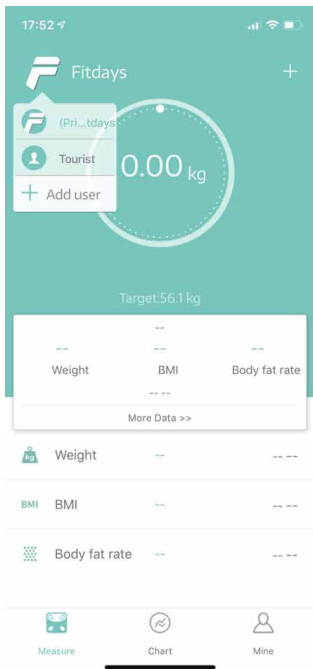 17:52
Fitdays
+
(Pri...tdays
Tourist
+ Add user
0.00 kg
Target:56.1 kg
--
-- -- --
Weight BMI Body fat rate
-- --
More Data >>
kg Weight -- -- --
BMI BMI -- -- --
Body fat rate -- -- --
Measure Chart Mine